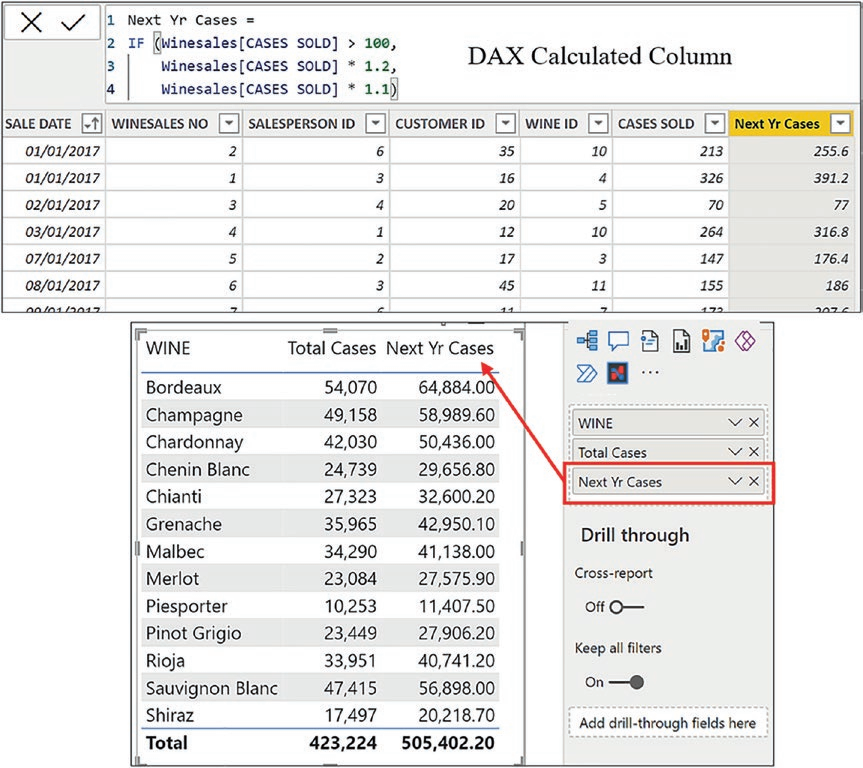 1 Next Yr Cases =
2 IF (Winesales[CASES SOLD] > 100,
3 Winesales[CASES SOLD] * 1.2,
4 Winesales[CASES SOLD] * 1.1)
DAX Calculated Column
SALE DATE WINESALES NO SALESPERSON ID CUSTOMER ID WINE ID CASES SOLD Next Yr Cases
01/01/2017 2 6 35 10 213 255.6
01/01/2017 1 3 16 4 326 391.2
02/01/2017 3 4 20 5 70 77
03/01/2017 4 1 12 10 264 316.8
07/01/2017 5 2 17 3 147 176.4
08/01/2017 6 3 45 11 155 186
09/01/2017 7 6 11 7 173 207.6
WINE Total Cases Next Yr Cases
Bordeaux 54,070 64,884.00
Champagne 49,158 58,989.60
Chardonnay 42,030 50,436.00
Chenin Blanc 24,739 29,656.80
Chianti 27,323 32,600.20
Grenache 35,965 42,950.10
Malbec 34,290 41,138.00
Merlot 23,084 27,575.90
Piesporter 10,253 11,407.50
Pinot Grigio 23,449 27,906.20
Rioja 33,951 40,741.20
Sauvignon Blanc 47,415 56,898.00
Shiraz 17,497 20,218.70
Total 423,224 505,402.20
WINE
Total Cases
Next Yr Cases
Drill through
Cross-report
Off
Keep all filters
On
Add drill-through fields here